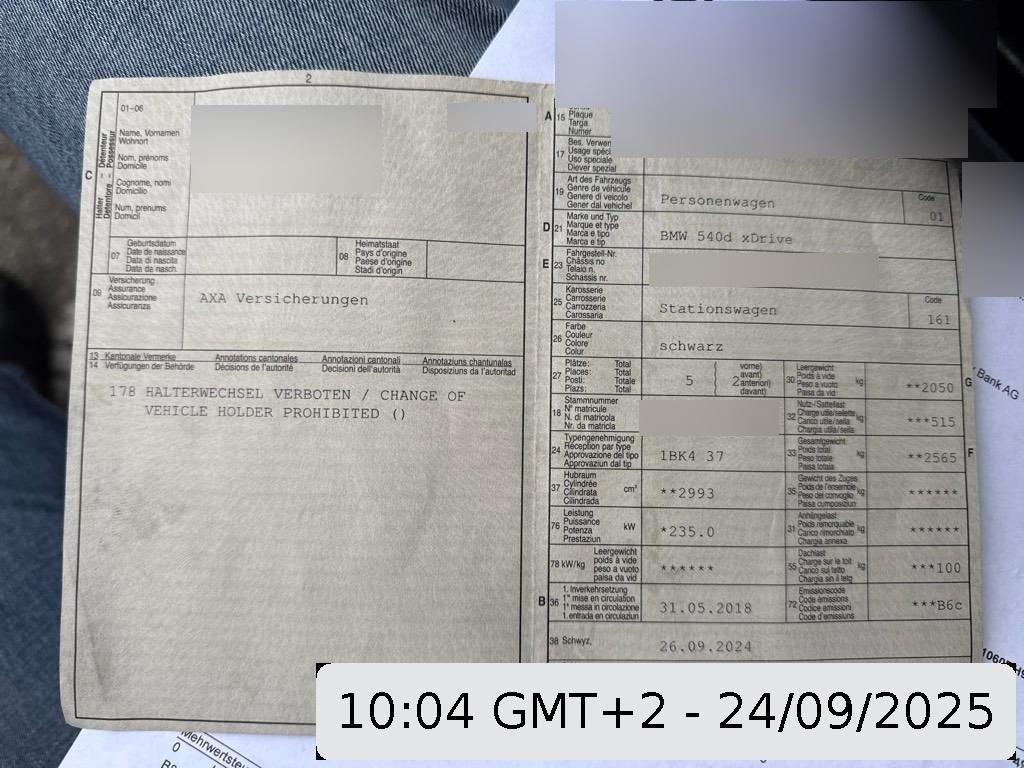 2
01-06
Halter Détenteur
Detentore Possessur
C
Name, Vornamen
Wohnort
Nom, prénoms
Domicile
Cognome, nomi
Domicilio
Num, prenums
Domicil
07
Geburtsdatum
Date de naissance
Data di nascita
Data da nasch.
08
Heimatstaat
Pays d'origine
Paese d'origine
Stadi d'origin
09
Versicherung
Assurance
Assicurazione
Assicuranza
AXA Versicherungen
13 Kantonale Vermerke Annotations cantonales Annotazioni cantonali Annotaziuns chantunalas
14 Verfügungen der Behörde Décisions de l'autorité Decisioni dell'autorità Disposiziuns da l'autoritad
178 HALTERWECHSEL VERBOTEN / CHANGE OF
VEHICLE HOLDER PROHIBITED ()
A 15
Plaque
Targa
Numer
17
Bes. Verwen
Usage spéci
Uso speciale
Diever spezial
19
Art des Fahrzeugs
Genre de véhicule
Genere di veicolo
Gener dal vehichel
Personenwagen
Code
01
D 21
Marke und Typ
Marque et type
Marca e tipo
Marca e tip
BMW 540d xDrive
E 23
Fahrgestell-Nr.
Châssis no
Telaio n.
Schassis nr.
25
Karosserie
Carrosserie
Carrozzeria
Carossaria
Stationswagen
Code
161
26
Farbe
Couleur
Colore
Colur
schwarz
27
Plätze: Total
Places: Total
Posti: Totale
Plazs: Total
5
2
vorne)
avant)
anteriori)
davant)
30
Leergewicht
Poids à vide
Peso a vuoto
Paisa da vid
kg
**2050
G
18
Stammnummer
N° matricule
N. di matricola
Nr. da matricla
32
Nutz-/Sattellast
Charge utile/sellette
Carico utile/sella
Chargia utila/sella
kg
***515
24
Typengenehmigung
Réception par type
Approvazione del tipo
Approvaziun dal tip
1BK4 37
33
Gesamtgewicht
Poids total
Peso totale
Paisa totala
kg
**2565
F
37
Hubraum
Cylindrée
Cilindrata
Cilindrada
cm³
**2993
35
Gewicht des Zuges
Poids de l'ensemble
Peso del convoglio
Paisa cumposiziun
kg
******
76
Leistung
Puissance
Potenza
Prestaziun
kW
*235.0
31
Anhängelast
Poids remorquable
Carico rimorchiato
Chargia annexa
kg
******
78 kW/kg
Leergewicht
poids à vide
peso a vuoto
paisa da vid
******
55
Dachlast
Charge sur le toit
Carico sul tetto
Chargia sin il tetg
kg
***100
B 36
1. Inverkehrsetzung
1re mise en circulation
1a messa in circolazione
1. entrada en circulaziun
31.05.2018
72
Emissionscode
Code émissions
Codice emissioni
Code d'emissiuns
***B6c
38 Schwyz,
26.09.2024
Bank AG
Mehrwertsteu
0
10:04 GMT+2 - 24/09/2025